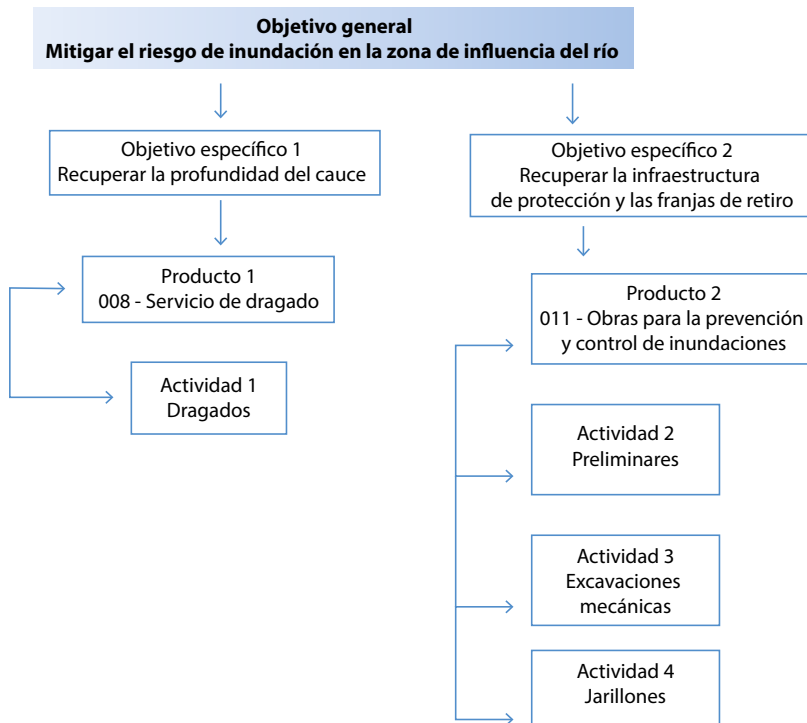 Objetivo general
Mitigar el riesgo de inundación en la zona de influencia del río
Objetivo específico 1
Recuperar la profundidad del cauce
Objetivo específico 2
Recuperar la infraestructura
de protección y las franjas de retiro
Producto 1
008 - Servicio de dragado
Producto 2
011 - Obras para la prevención
y control de inundaciones
Actividad 1
Dragados
Actividad 2
Preliminares
Actividad 3
Excavaciones
mecánicas
Actividad 4
Jarillones